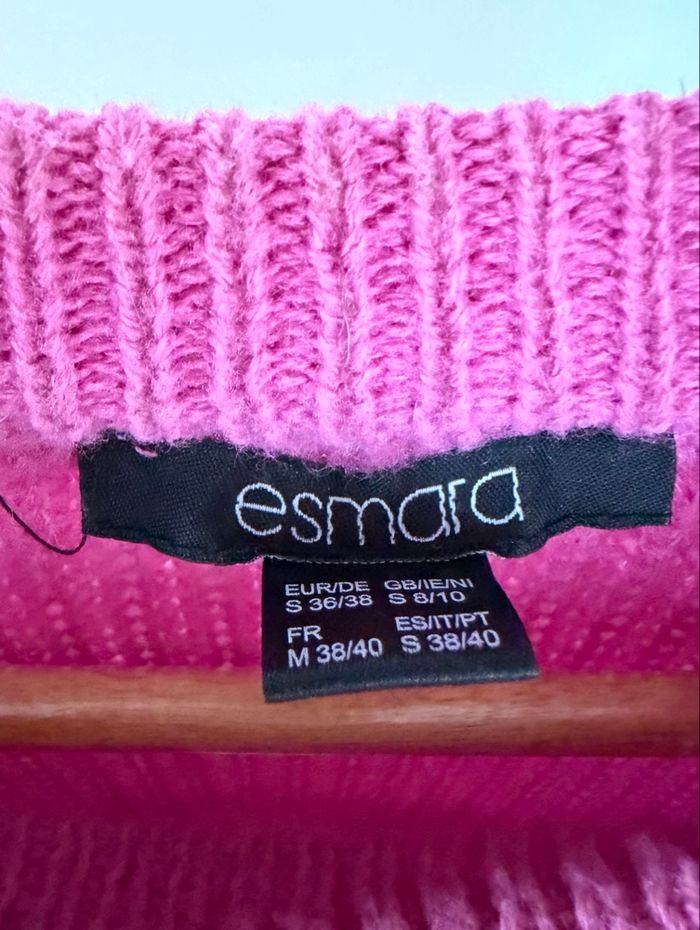 esmara
EUR/DE GB/IE/NI
S 36/38 S 8/10
FR ES/IT/PT
M 38/40 S 38/40